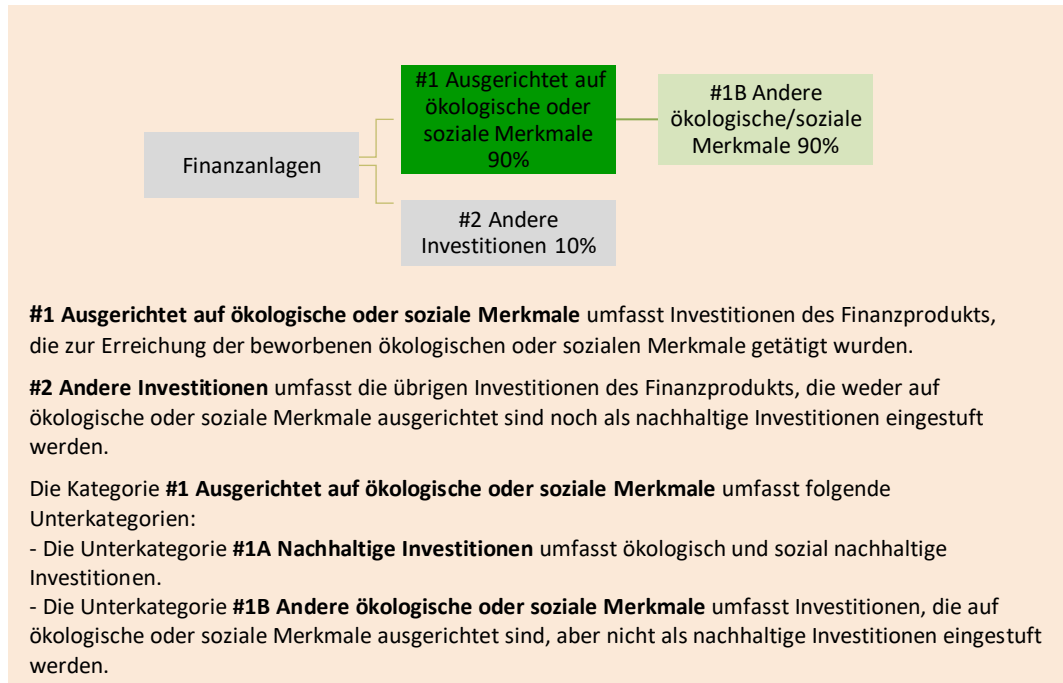 #1 Ausgerichtet auf
ökologische oder
soziale Merkmale
90%
#1B Andere
ökologische/soziale
Merkmale 90%
Finanzanlagen
#2 Andere
Investitionen 10%
#1 Ausgerichtet auf ökologische oder soziale Merkmale umfasst Investitionen des Finanzprodukts,
die zur Erreichung der beworbenen ökologischen oder sozialen Merkmale getätigt wurden.
#2 Andere Investitionen umfasst die übrigen Investitionen des Finanzprodukts, die weder auf
ökologische oder soziale Merkmale ausgerichtet sind noch als nachhaltige Investitionen eingestuft
werden.
Die Kategorie #1 Ausgerichtet auf ökologische oder soziale Merkmale umfasst folgende
Unterkategorien:
- Die Unterkategorie #1A Nachhaltige Investitionen umfasst ökologisch und sozial nachhaltige
Investitionen.
- Die Unterkategorie #1B Andere ökologische oder soziale Merkmale umfasst Investitionen, die auf
ökologische oder soziale Merkmale ausgerichtet sind, aber nicht als nachhaltige Investitionen eingestuft
werden.